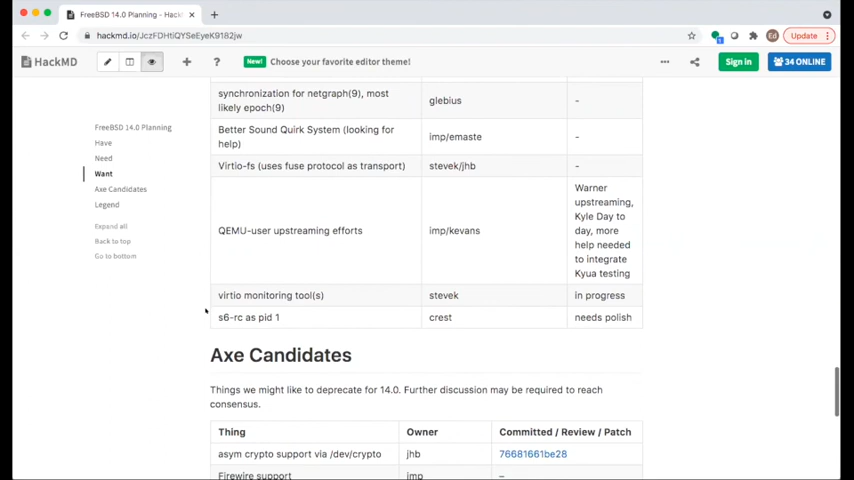 FreeBSD 14.0 Planning - HackM
hackmd.io/JczFDHtiQYSeEyeK9182jw
Ed
Update
HackMD
New! Choose your favorite editor theme!
Sign in
34 ONLINE
FreeBSD 14.0 Planning
Have
Need
Want
Axe Candidates
Legend
Expand all
Back to top
Go to bottom
synchronization for netgraph(9), most
likely epoch(9)
glebius
-
Better Sound Quirk System (looking for
help)
imp/emaste
-
Virtio-fs (uses fuse protocol as transport)
stevek/jhb
-
QEMU-user upstreaming efforts
imp/kevans
Warner
upstreaming,
Kyle Day to
day, more
help needed
to integrate
Kyua testing
virtio monitoring tool(s)
stevek
in progress
s6-rc as pid 1
crest
needs polish
Axe Candidates
Things we might like to deprecate for 14.0. Further discussion may be required to reach
consensus.
Thing
Owner
Committed / Review / Patch
asym crypto support via /dev/crypto
jhb
76681661be28
Firewire support
imp
–